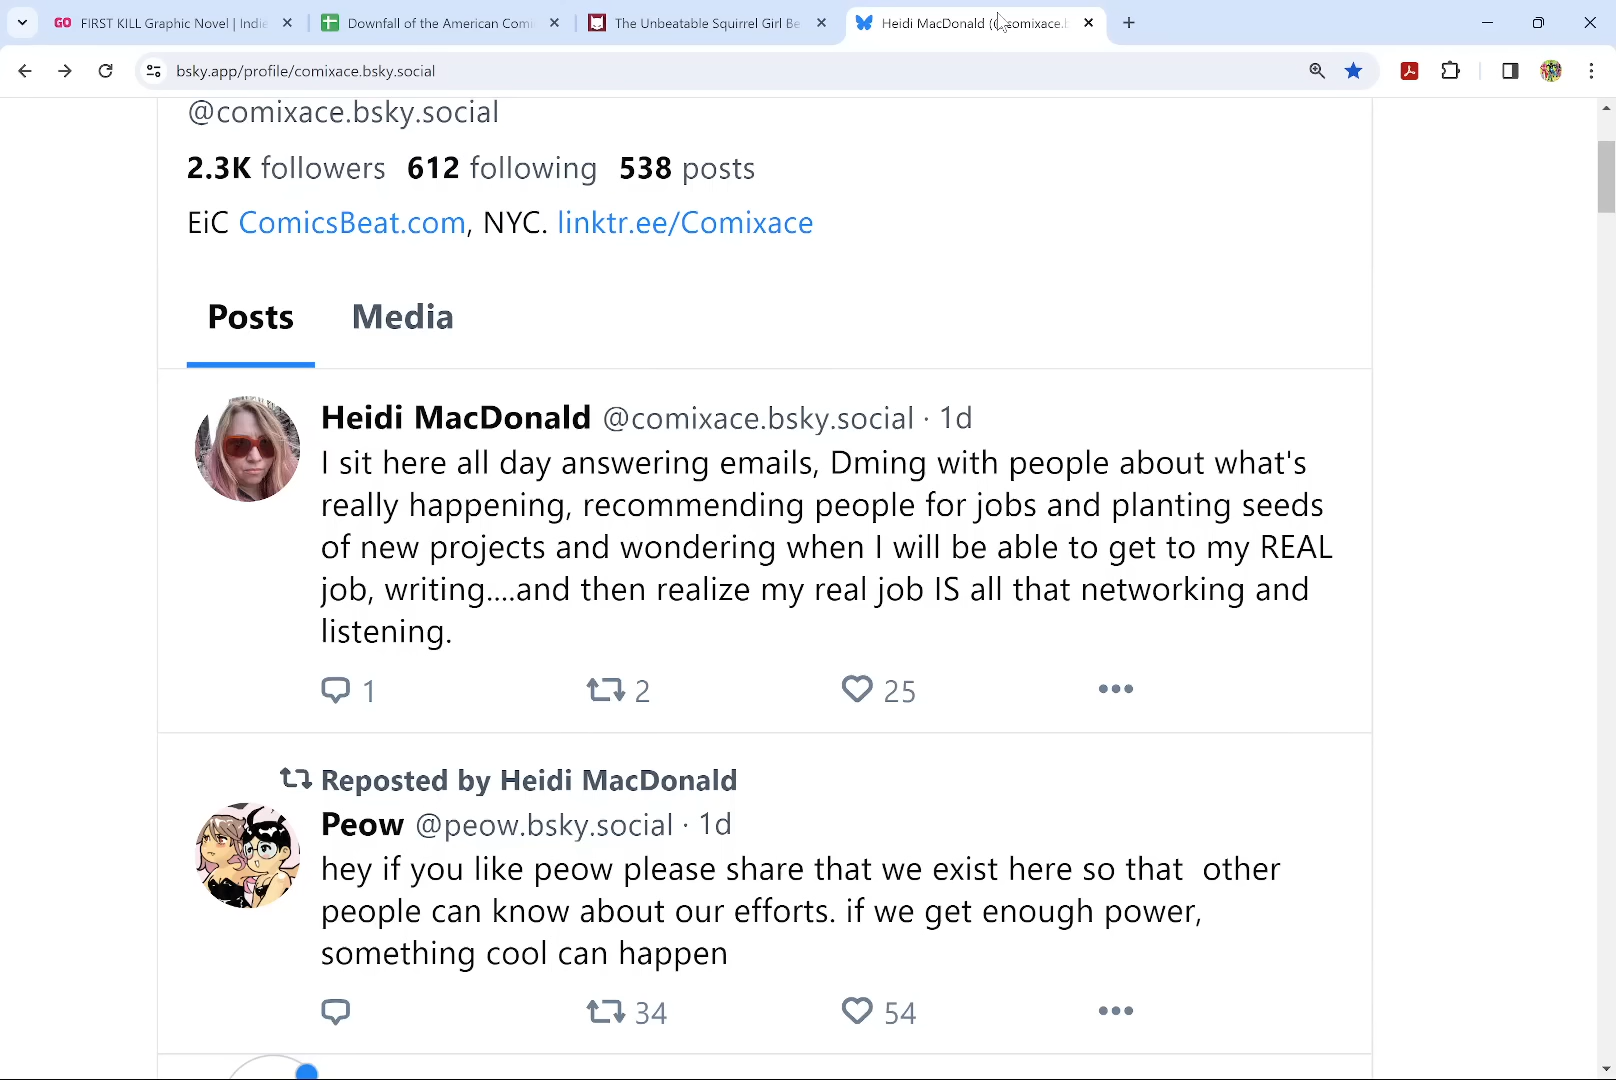 FIRST KILL Graphic Novel | Indie
Downfall of the American Comi
The Unbeatable Squirrel Girl Be
Heidi MacDonald (@comixace.b
bsky.app/profile/comixace.bsky.social
@comixace.bsky.social
2.3K followers 612 following 538 posts
EiC ComicsBeat.com, NYC. linktr.ee/Comixace
Posts Media
Heidi MacDonald @comixace.bsky.social · 1d
I sit here all day answering emails, Dming with people about what's
really happening, recommending people for jobs and planting seeds
of new projects and wondering when I will be able to get to my REAL
job, writing....and then realize my real job IS all that networking and
listening.
1 2 25
Reposted by Heidi MacDonald
Peow @peow.bsky.social · 1d
hey if you like peow please share that we exist here so that other
people can know about our efforts. if we get enough power,
something cool can happen
34 54